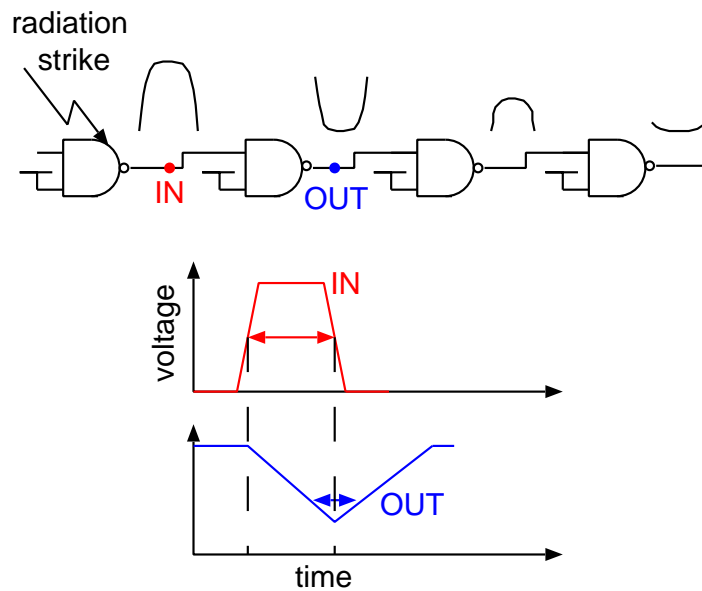 radiation
strike
IN
OUT
IN
voltage
OUT
time